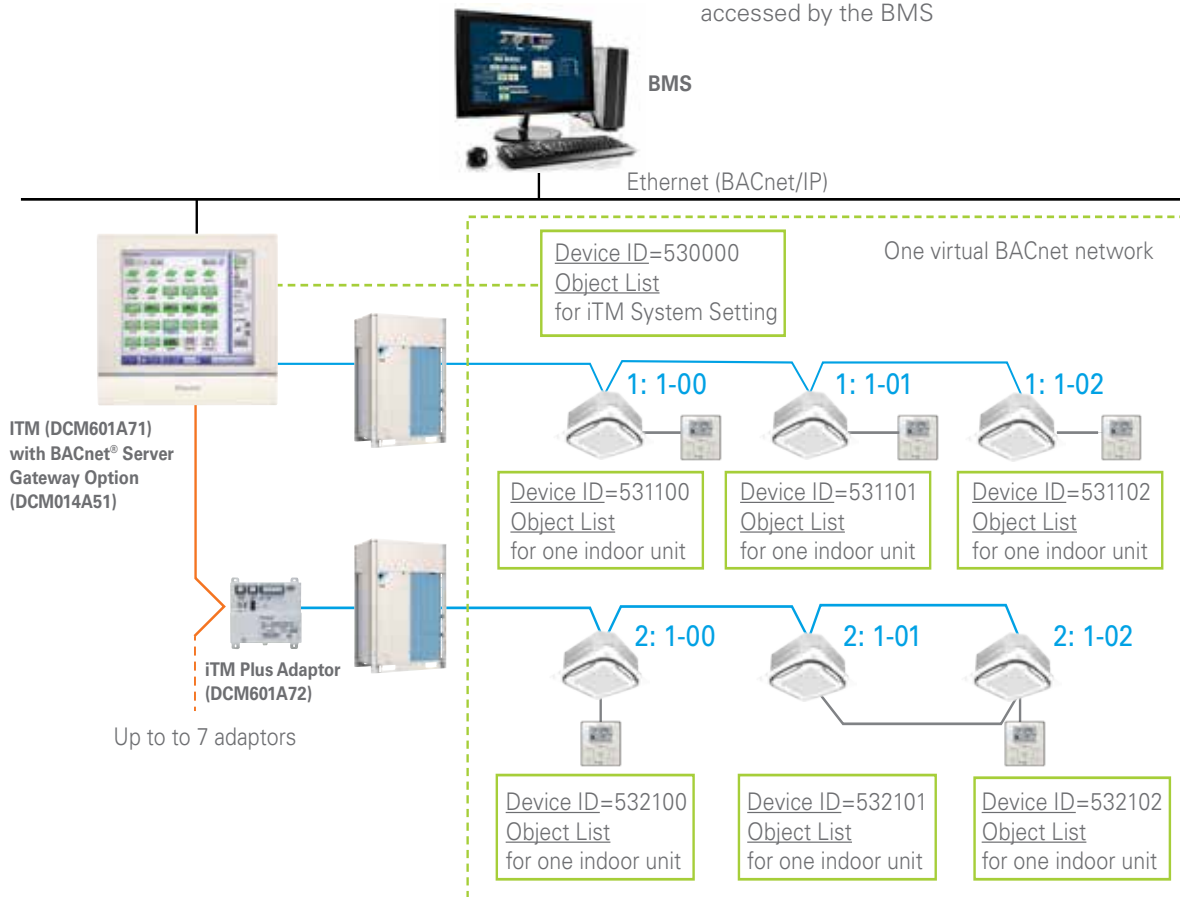 accessed by the BMS
BMS
Ethernet (BACnet/IP)
One virtual BACnet network
Device ID=530000
Object List
for iTM System Setting
1: 1-00
1: 1-01
1: 1-02
ITM (DCM601A71)
with BACnet® Server
Gateway Option
(DCM014A51)
Device ID=531100
Object List
for one indoor unit
Device ID=531101
Object List
for one indoor unit
Device ID=531102
Object List
for one indoor unit
2: 1-00
2: 1-01
2: 1-02
iTM Plus Adaptor
(DCM601A72)
Up to to 7 adaptors
Device ID=532100
Object List
for one indoor unit
Device ID=532101
Object List
for one indoor unit
Device ID=532102
Object List
for one indoor unit